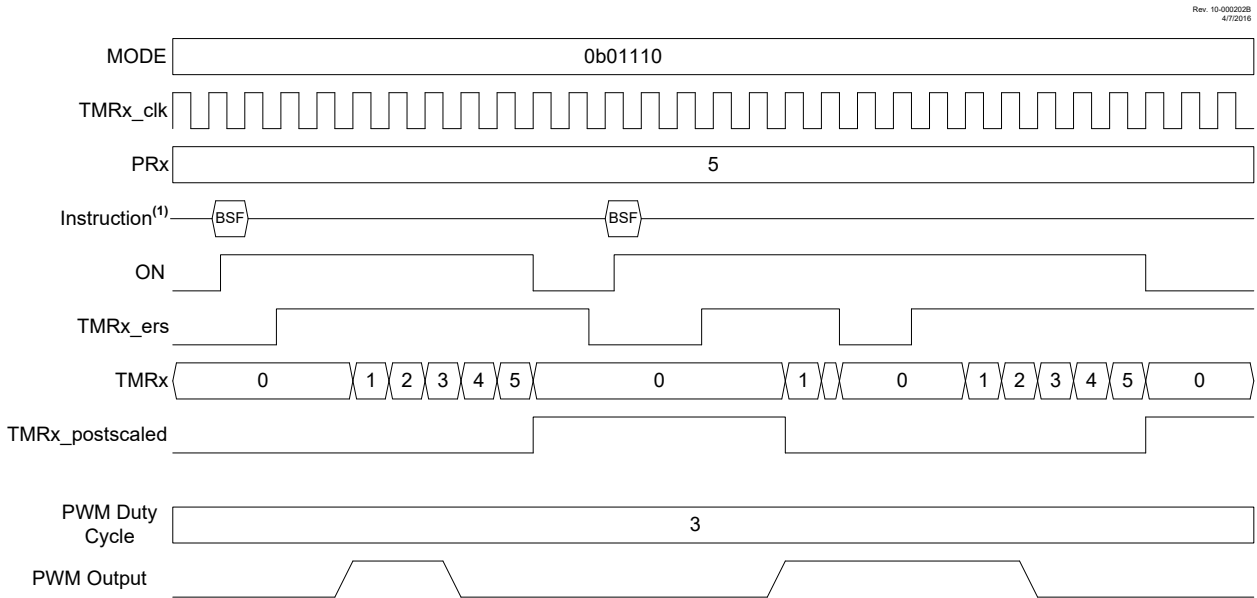 Rev. 10-000202B
4/7/2016
MODE 0b01110
TMRx_clk
PRx 5
Instruction(1) BSF BSF
ON
TMRx_ers
TMRx 0 1 2 3 4 5 0 1 0 1 2 3 4 5 0
TMRx_postscaled
PWM Duty
Cycle 3
PWM Output